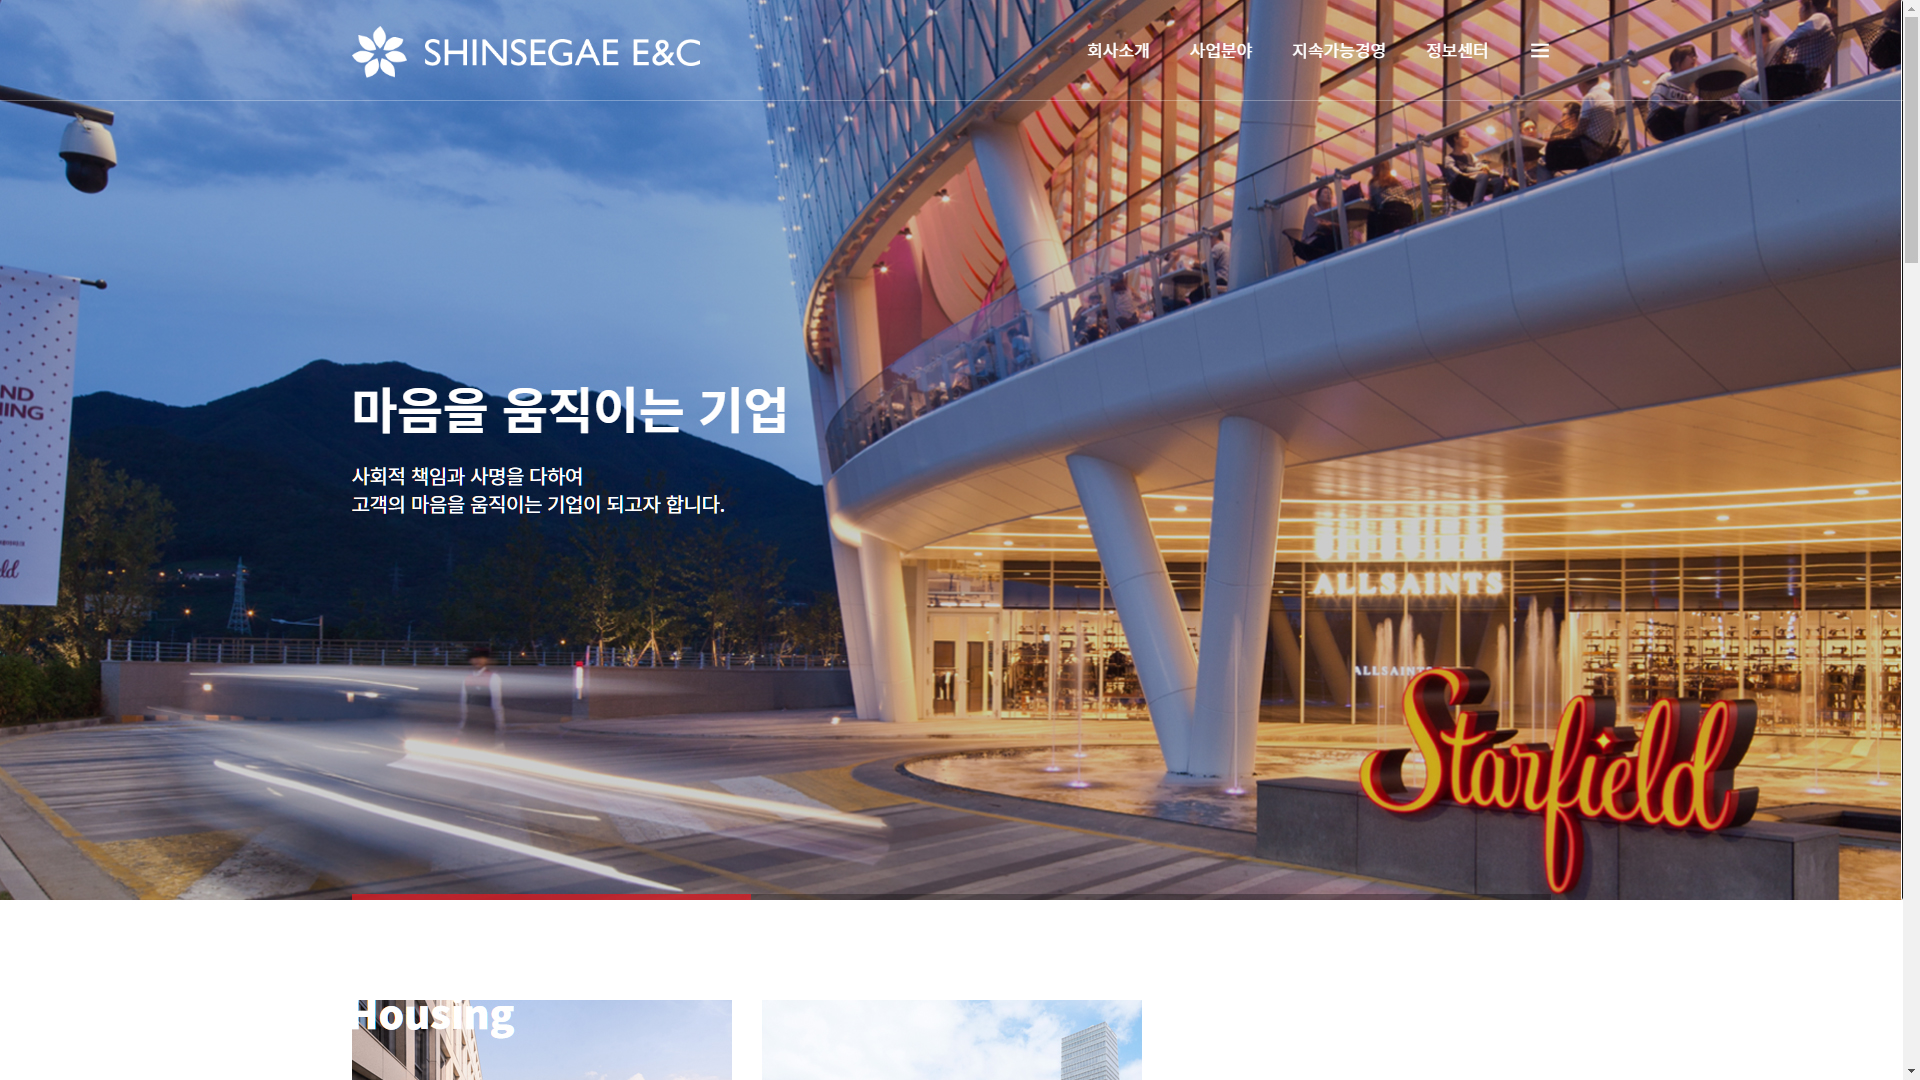 SHINSEGAE E&C
회사소개
사업분야
지속가능경영
정보센터
마음을 움직이는 기업
사회적 책임과 사명을 다하여
고객의 마음을 움직이는 기업이 되고자 합니다.
ALLSAINTS
ALLSAINTS
Starfield
Housing